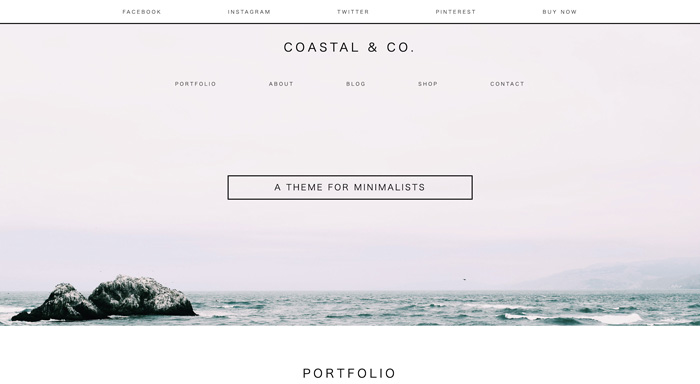 FACEBOOK INSTAGRAM TWITTER PINTEREST BUY NOW
COASTAL & CO.
PORTFOLIO ABOUT BLOG SHOP CONTACT
A THEME FOR MINIMALISTS
PORTFOLIO